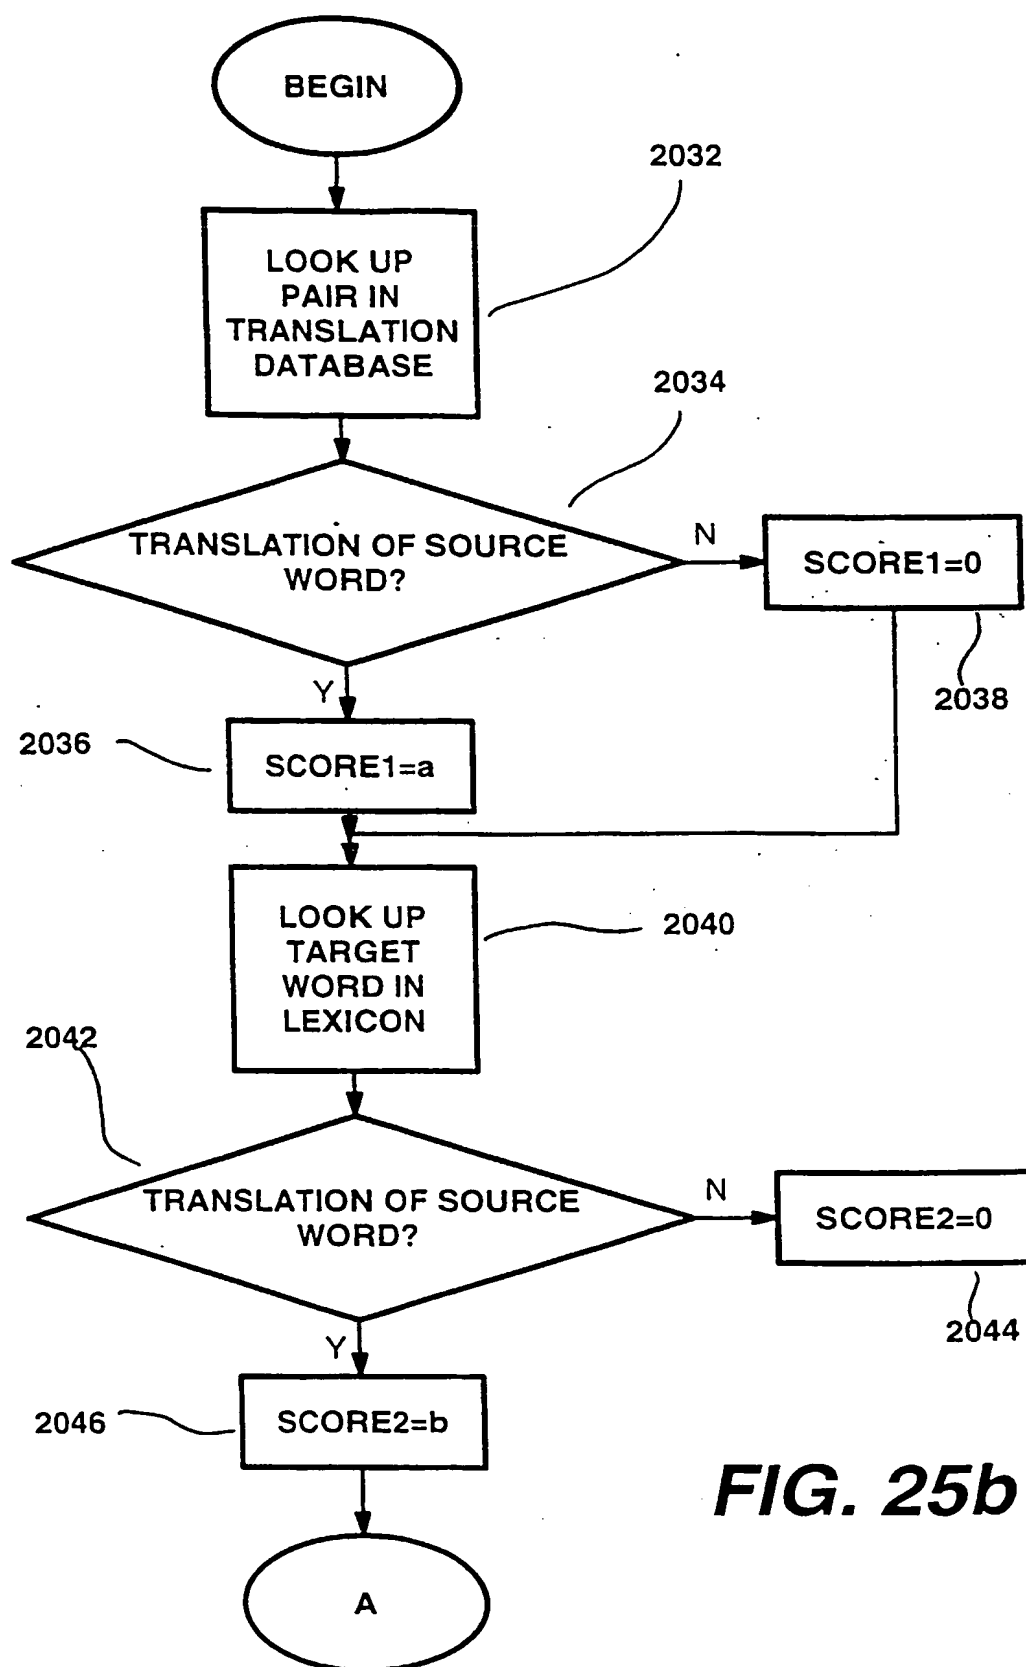 BEGIN
2032
LOOK UP
PAIR IN
TRANSLATION
DATABASE
2034
TRANSLATION OF SOURCE
WORD?
N
SCORE1=0
2038
Y
2036
SCORE1=a
LOOK UP
TARGET
WORD IN
LEXICON
2040
2042
TRANSLATION OF SOURCE
WORD?
N
SCORE2=0
2044
Y
2046
SCORE2=b
FIG. 25b
A